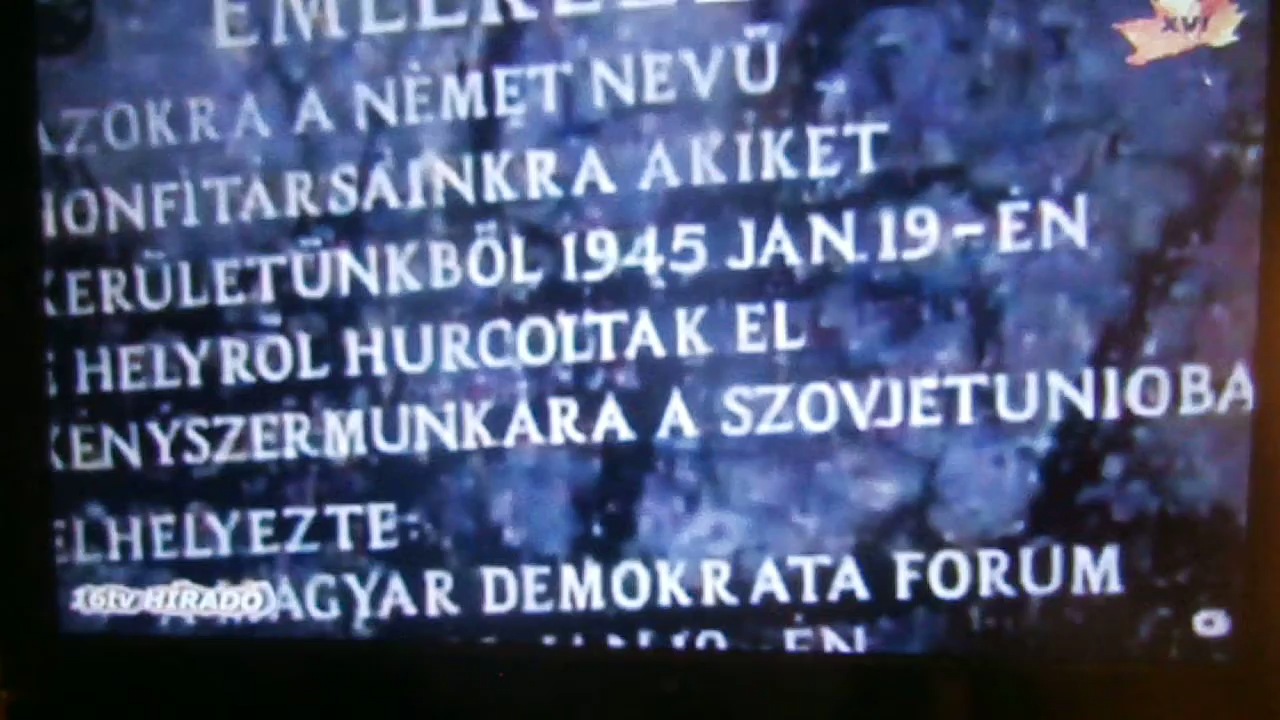 XVI
AZOKRA A NÉMET NEVŰ
HONFITÁRSAINKRA AKIKET
KERÜLETÜNKBŐL 1945 JAN.19-ÉN
HELYRŐL HURCOLTAK EL
KÉNYSZERMUNKÁRA A SZOVJETUNIÓBA
ELHELYEZTE:
MAGYAR DEMOKRATA FÓRUM
16tv HÍRADÓ
ÉN